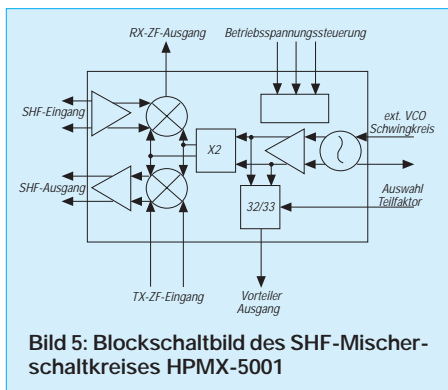 RX-ZF-Ausgang
Betriebsspannungssteuerung
SHF-Eingang
ext. VCO
Schwingkreis
X2
SHF-Ausgang
32/33
Auswahl
Teilfaktor
TX-ZF-Eingang
Vorteiler
Ausgang
Bild 5: Blockschaltbild des SHF-Mischer-
schaltkreises HPMX-5001